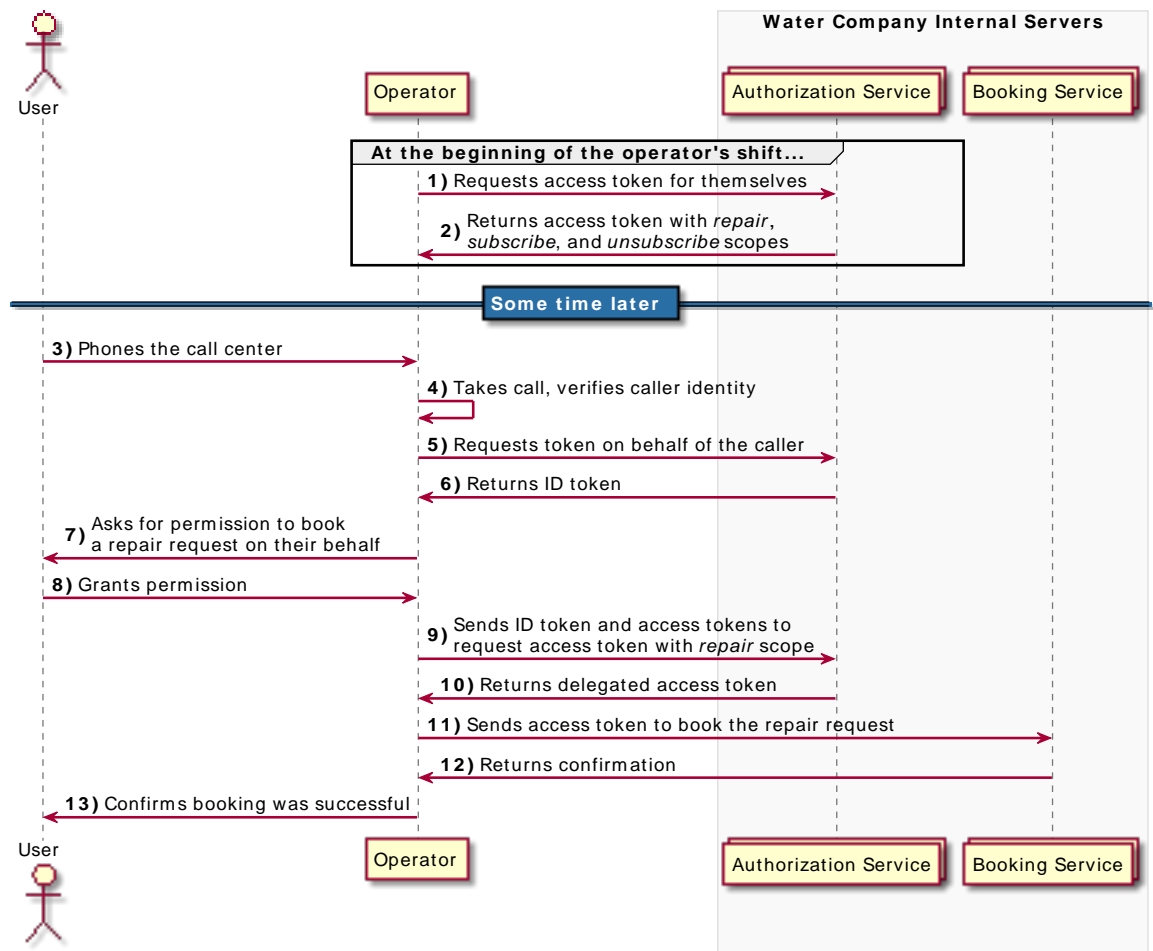 Water Company Internal Servers
User
Operator
Authorization Service
Booking Service
At the beginning of the operator's shift...
1) Requests access token for themselves
2) Returns access token with repair,
subscribe, and unsubscribe scopes
Some time later
3) Phones the call center
4) Takes call, verifies caller identity
5) Requests token on behalf of the caller
6) Returns ID token
7) Asks for permission to book
a repair request on their behalf
8) Grants permission
9) Sends ID token and access tokens to
request access token with repair scope
10) Returns delegated access token
11) Sends access token to book the repair request
12) Returns confirmation
13) Confirms booking was successful
User
Operator
Authorization Service
Booking Service